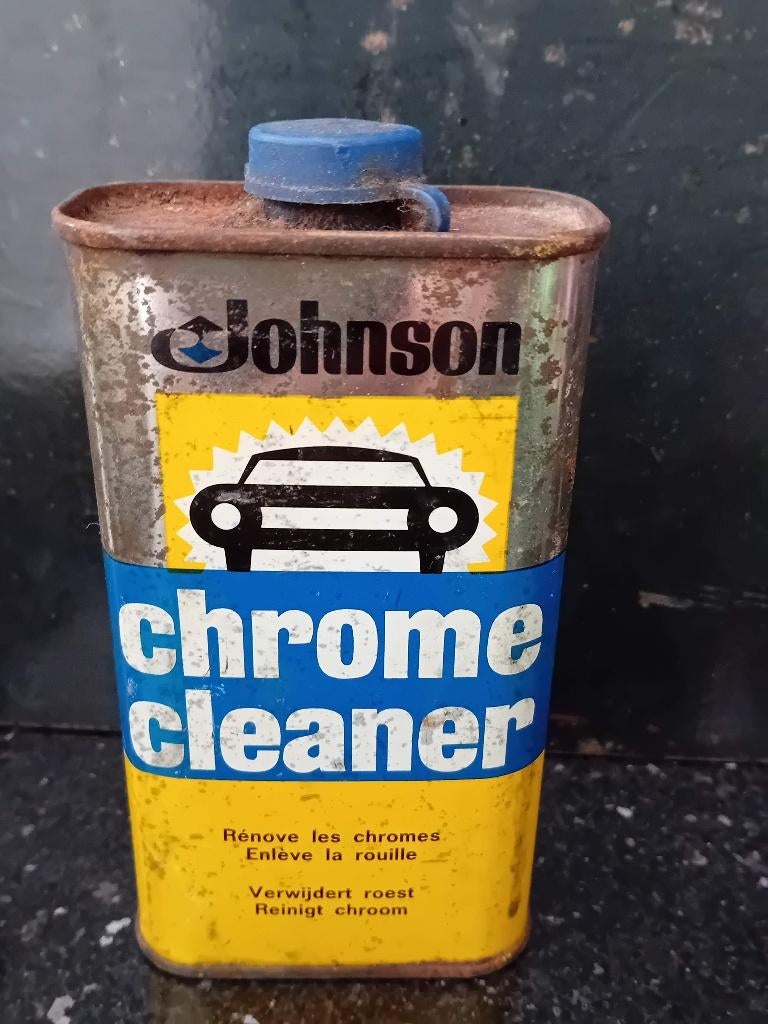 Johnson
chrome
cleaner
Rénove les chromes
Enlève la rouille
Verwijdert roest
Reinigt chroom